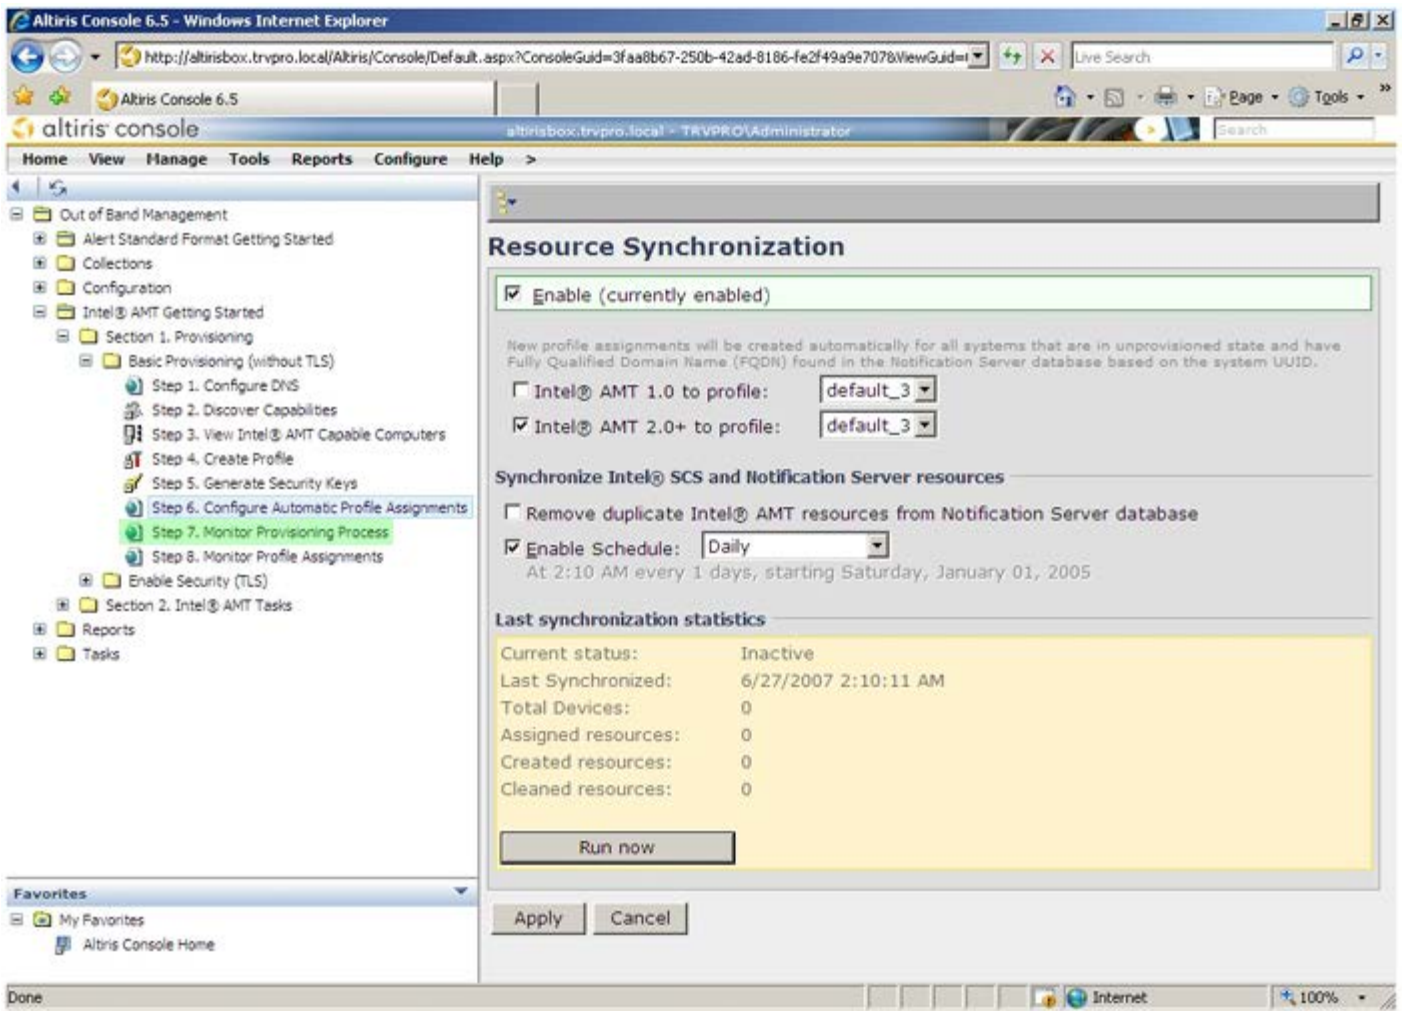 Altiris Console 6.5 - Windows Internet Explorer
http://altirisbox.trvpro.local/Altiris/Console/Default.aspx?ConsoleGuid=3faa8b67-250b-42ad-8186-fe2f49a9e707&ViewGuid=
Live Search
Altiris Console 6.5
Page
Tools
altiris console
altirisbox.trvpro.local - TRVPRO\Administrator
Search
Home View Manage Tools Reports Configure Help >
Out of Band Management
Alert Standard Format Getting Started
Collections
Configuration
Intel® AMT Getting Started
Section 1. Provisioning
Basic Provisioning (without TLS)
Step 1. Configure DNS
Step 2. Discover Capabilities
Step 3. View Intel® AMT Capable Computers
Step 4. Create Profile
Step 5. Generate Security Keys
Step 6. Configure Automatic Profile Assignments
Step 7. Monitor Provisioning Process
Step 8. Monitor Profile Assignments
Enable Security (TLS)
Section 2. Intel® AMT Tasks
Reports
Tasks
Favorites
My Favorites
Altiris Console Home
Resource Synchronization
Enable (currently enabled)
New profile assignments will be created automatically for all systems that are in unprovisioned state and have
Fully Qualified Domain Name (FQDN) found in the Notification Server database based on the system UUID.
Intel® AMT 1.0 to profile: default_3
Intel® AMT 2.0+ to profile: default_3
Synchronize Intel® SCS and Notification Server resources
Remove duplicate Intel® AMT resources from Notification Server database
Enable Schedule: Daily
At 2:10 AM every 1 days, starting Saturday, January 01, 2005
Last synchronization statistics
Current status: Inactive
Last Synchronized: 6/27/2007 2:10:11 AM
Total Devices: 0
Assigned resources: 0
Created resources: 0
Cleaned resources: 0
Run now
Apply Cancel
Done
Internet
100%